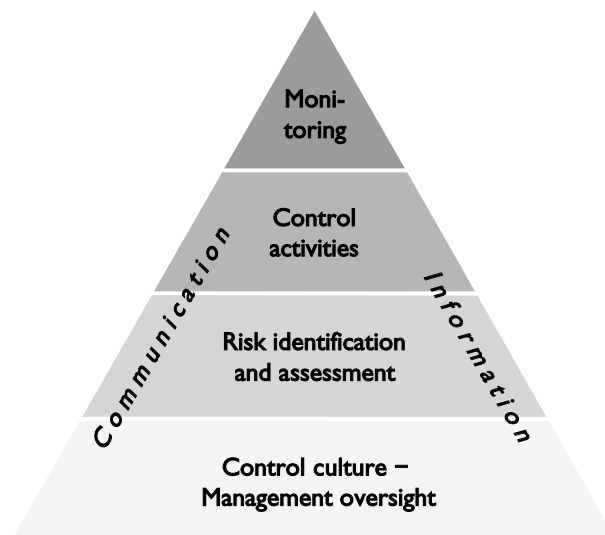 Moni-
toring
Control
activities
Communication
Information
Risk identification
and assessment
Control culture –
Management oversight